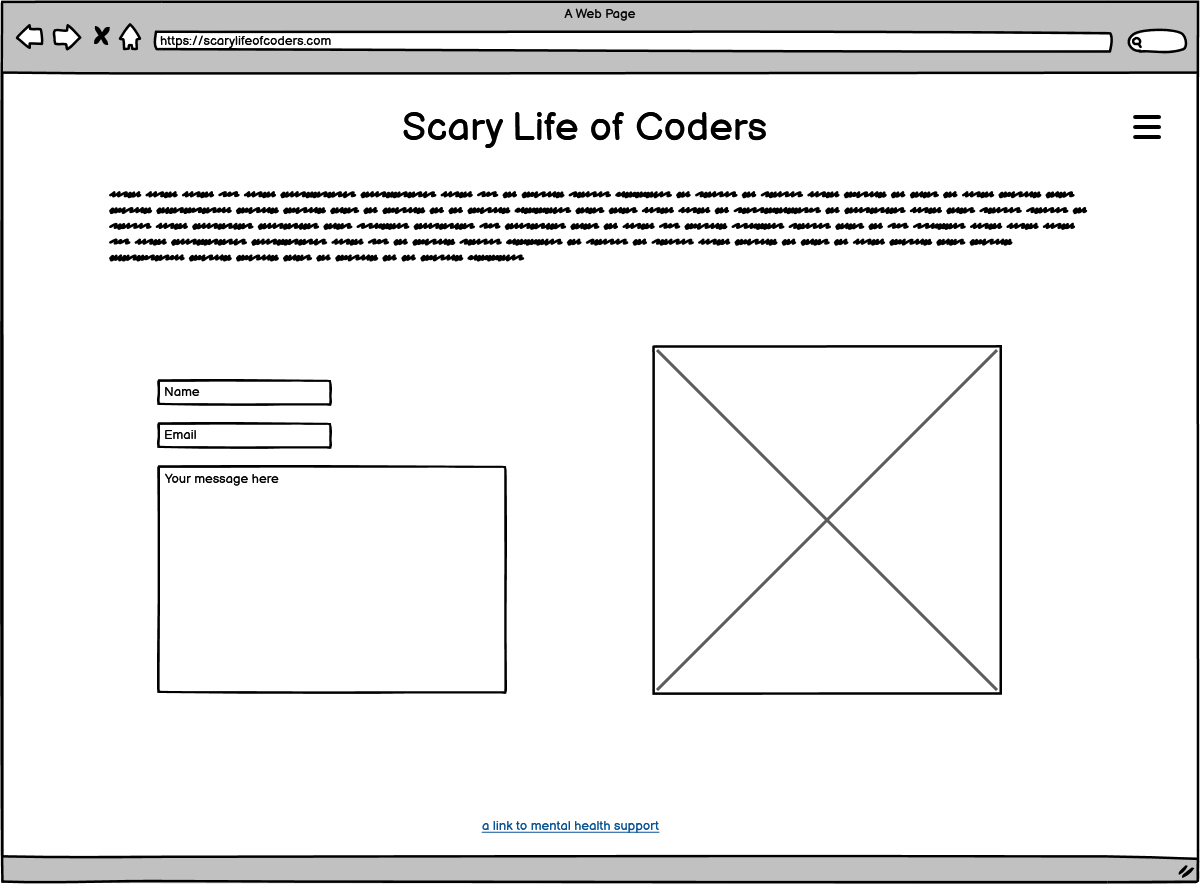 A Web Page
https://scarylifeofcoders.com
Scary Life of Coders
Name
Email
Your message here
a link to mental health support